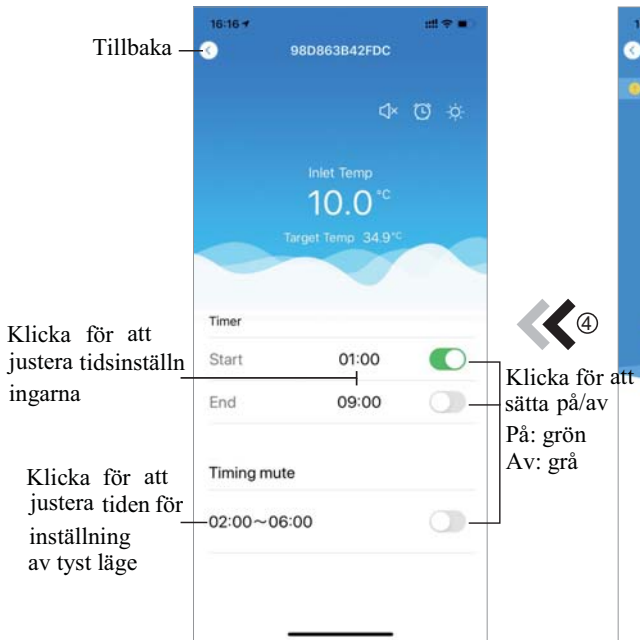 16:16
Tillbaka
98D863B42FDC
Inlet Temp
10.0°C
Target Temp 34.9°C
Timer
Start 01:00
End 09:00
Timing mute
02:00~06:00
Klicka för att
justera tidsinställn
ingarna
Klicka för att
justera tiden för
inställning
av tyst läge
④
Klicka för att
sätta på/av
På: grön
Av: grå